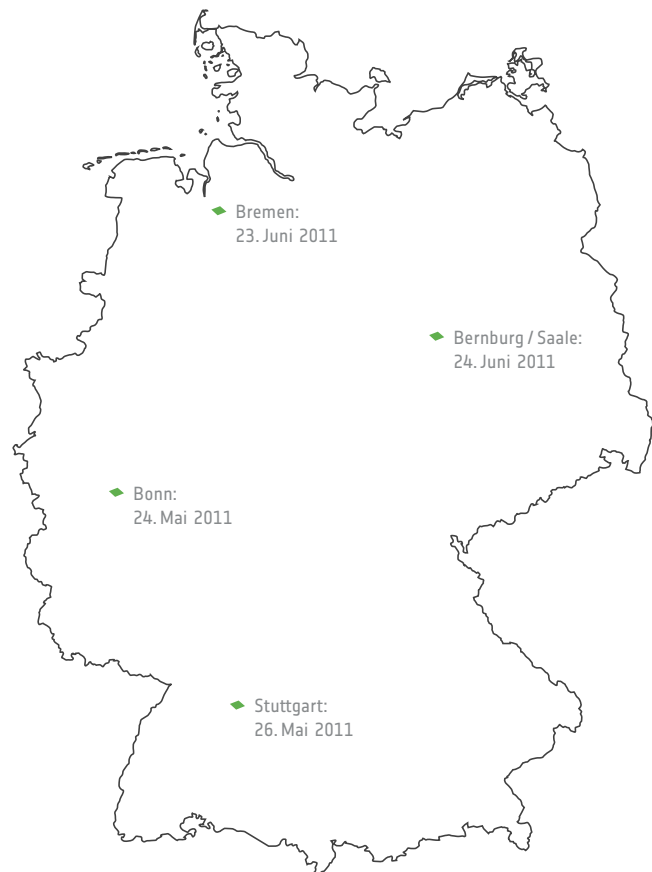 Bremen:
23. Juni 2011
Bernburg / Saale:
24. Juni 2011
Bonn:
24. Mai 2011
Stuttgart:
26. Mai 2011